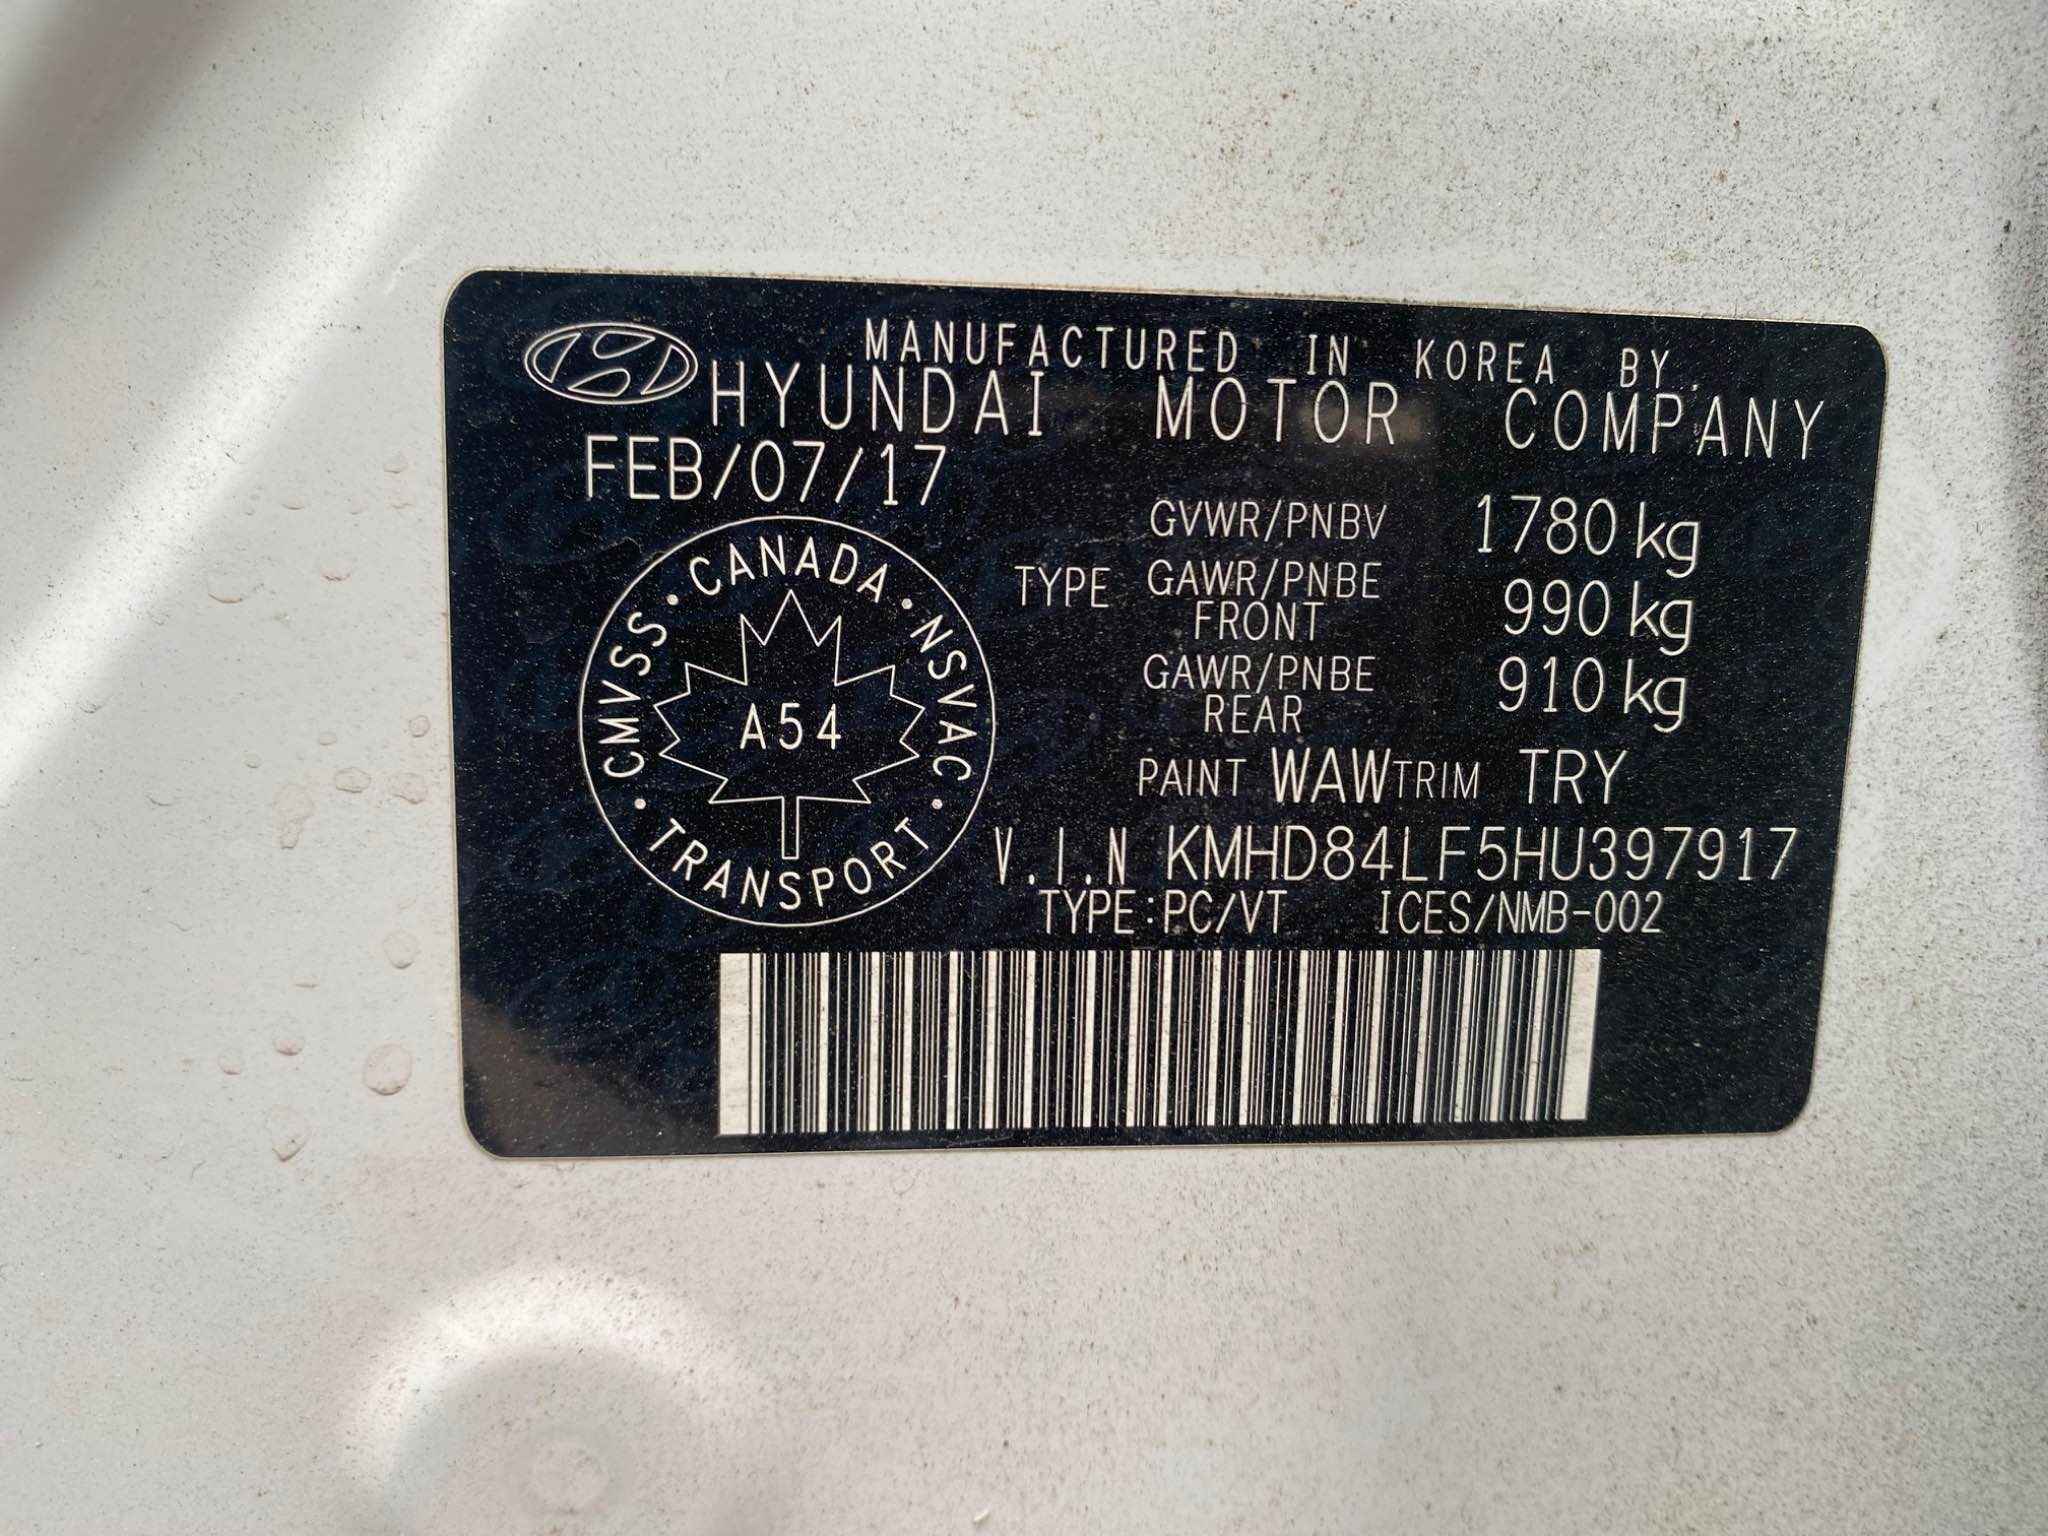 MANUFACTURED IN KOREA BY.
HYUNDAI MOTOR COMPANY
FEB/07/17
CMVSS · CANADA · NSVAC · TRANSPORT ·
A54
GVWR/PNBV 1780 kg
TYPE GAWR/PNBE FRONT 990 kg
GAWR/PNBE REAR 910 kg
PAINT WAW TRIM TRY
V.I.N KMHD84LF5HU397917
TYPE:PC/VT ICES/NMB-002